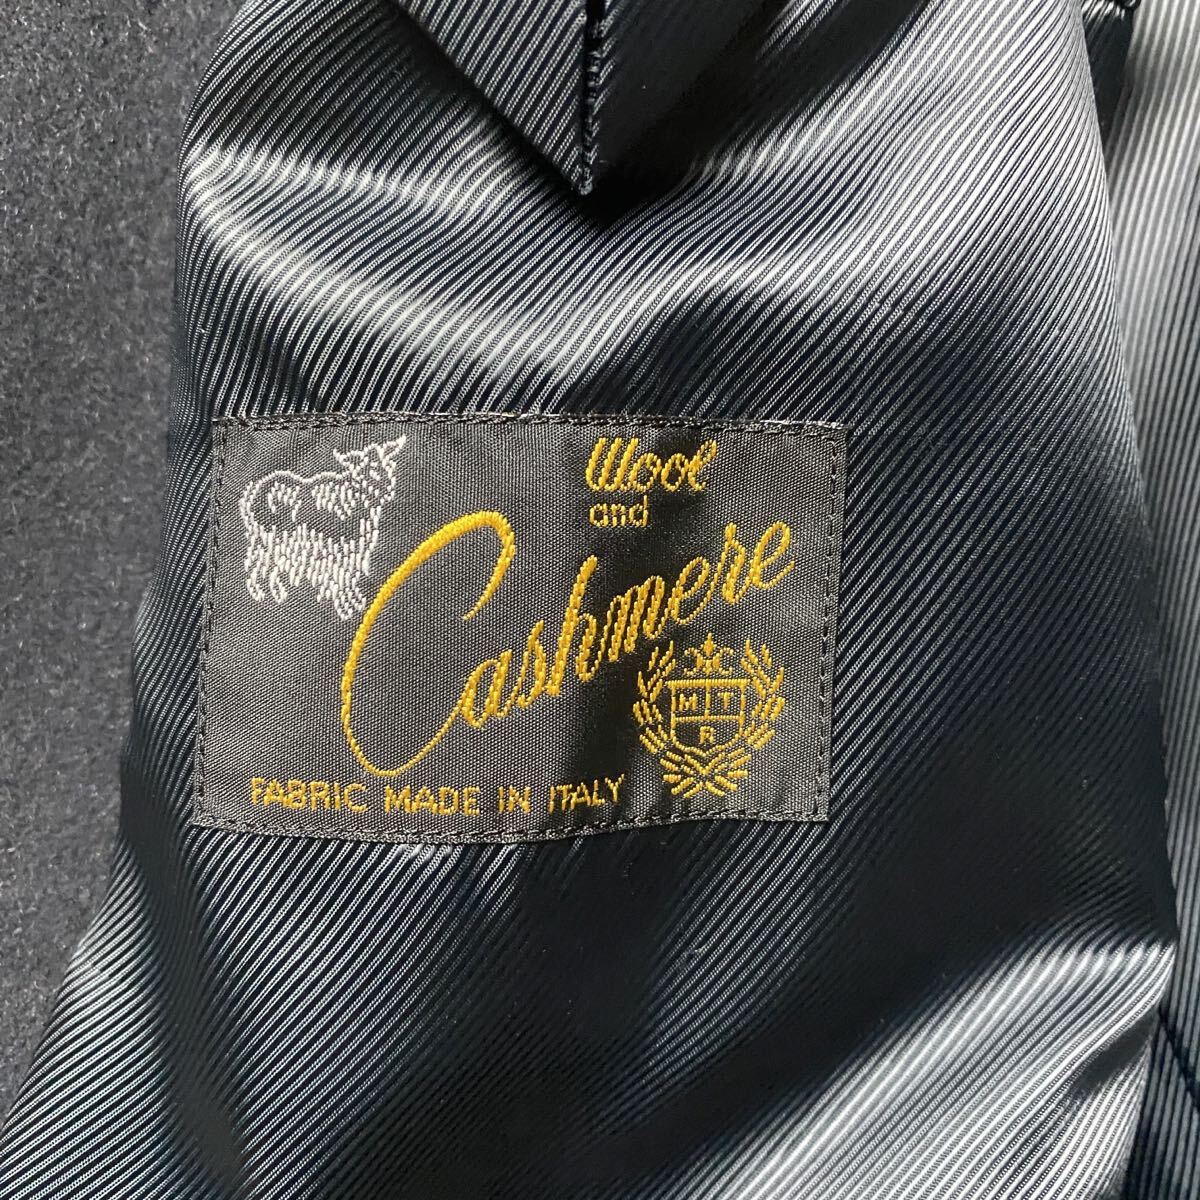 Wool
and
Cashmere
M T
R
FABRIC MADE IN ITALY